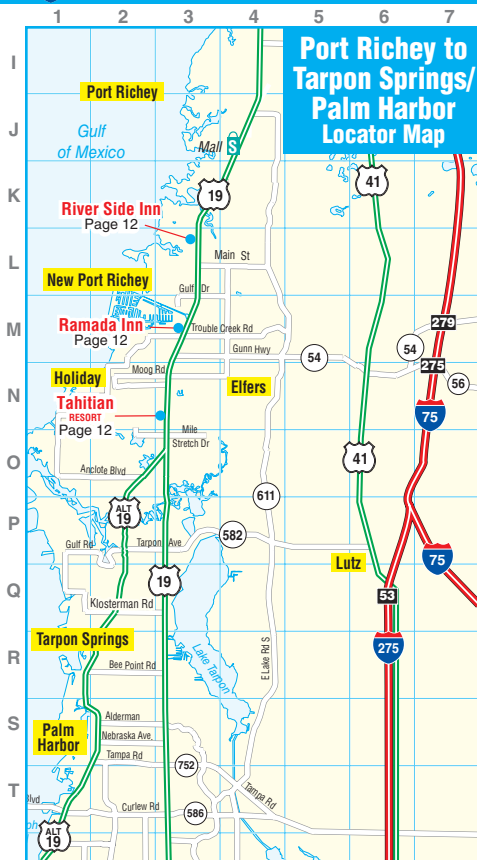 1 2 3 4 5 6 7
Port Richey to
Tarpon Springs/
Palm Harbor
Locator Map
I
Port Richey
J
Gulf
of Mexico
Mall S
K
19
41
River Side Inn
Page 12
L
Main St
New Port Richey
Gulf Dr
M
Ramada Inn
Page 12
Trouble Creek Rd
279
Gunn Hwy
54
54
275
Moog Rd
56
Holiday
Elfers
N
Tahitian
RESORT
Page 12
75
Mile
Stretch Dr
O
Anclote Blvd
41
611
P
ALT
19
582
Gulf Rd
Tarpon Ave
75
Lutz
Q
19
53
Klosterman Rd
Tarpon Springs
R
Bee Point Rd
Lake Tarpon
E Lake Rd S
275
S
Palm
Harbor
Alderman
Nebraska Ave
Tampa Rd
752
T
Tampa Rd
lvd
Curlew Rd
586
ALT
19